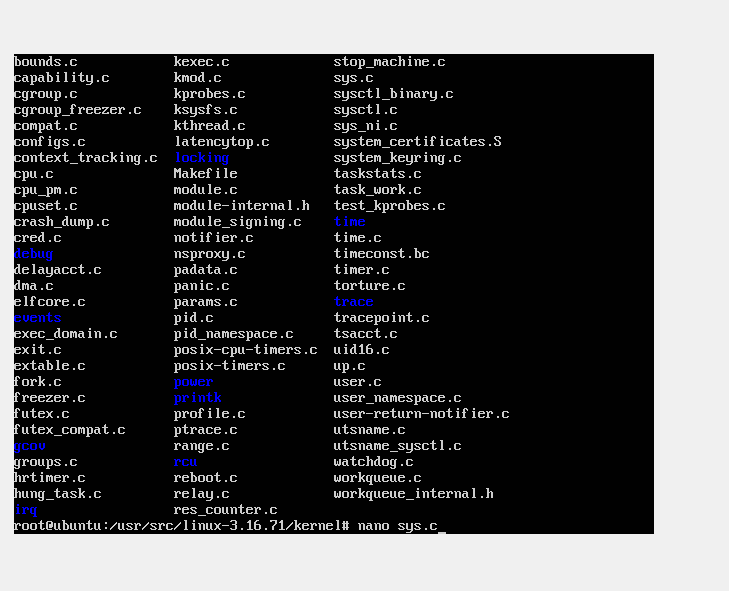 bounds.c kexec.c stop_machine.c
capability.c kmod.c sys.c
cgroup.c kprobes.c sysctl_binary.c
cgroup_freezer.c ksysfs.c sysctl.c
compat.c kthread.c sys_ni.c
configs.c latencytop.c system_certificates.S
context_tracking.c locking system_keyring.c
cpu.c Makefile taskstats.c
cpu_pm.c module.c task_work.c
cpuset.c module-internal.h test_kprobes.c
crash_dump.c module_signing.c time
cred.c notifier.c time.c
debug nsproxy.c timeconst.bc
delayacct.c padata.c timer.c
dma.c panic.c torture.c
elfcore.c params.c trace
events pid.c tracepoint.c
exec_domain.c pid_namespace.c tsacct.c
exit.c posix-cpu-timers.c uid16.c
extable.c posix-timers.c up.c
fork.c power user.c
freezer.c printk user_namespace.c
futex.c profile.c user-return-notifier.c
futex_compat.c ptrace.c utsname.c
gcov range.c utsname_sysctl.c
groups.c rcu watchdog.c
hrtimer.c reboot.c workqueue.c
hung_task.c relay.c workqueue_internal.h
irq res_counter.c
root@ubuntu:/usr/src/linux-3.16.71/kernel# nano sys.c_